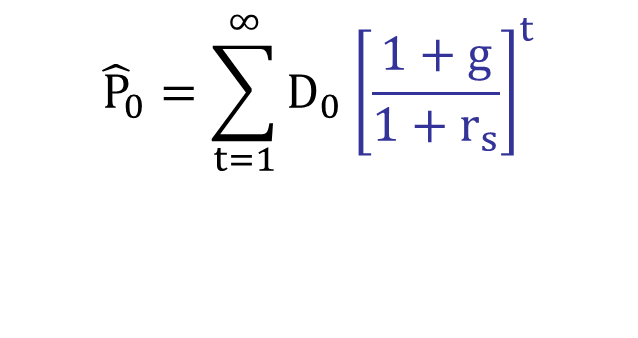 ∞
P̂₀ = ∑ D₀ [(1 + g)/(1 + rₛ)]ᵗ
t=1